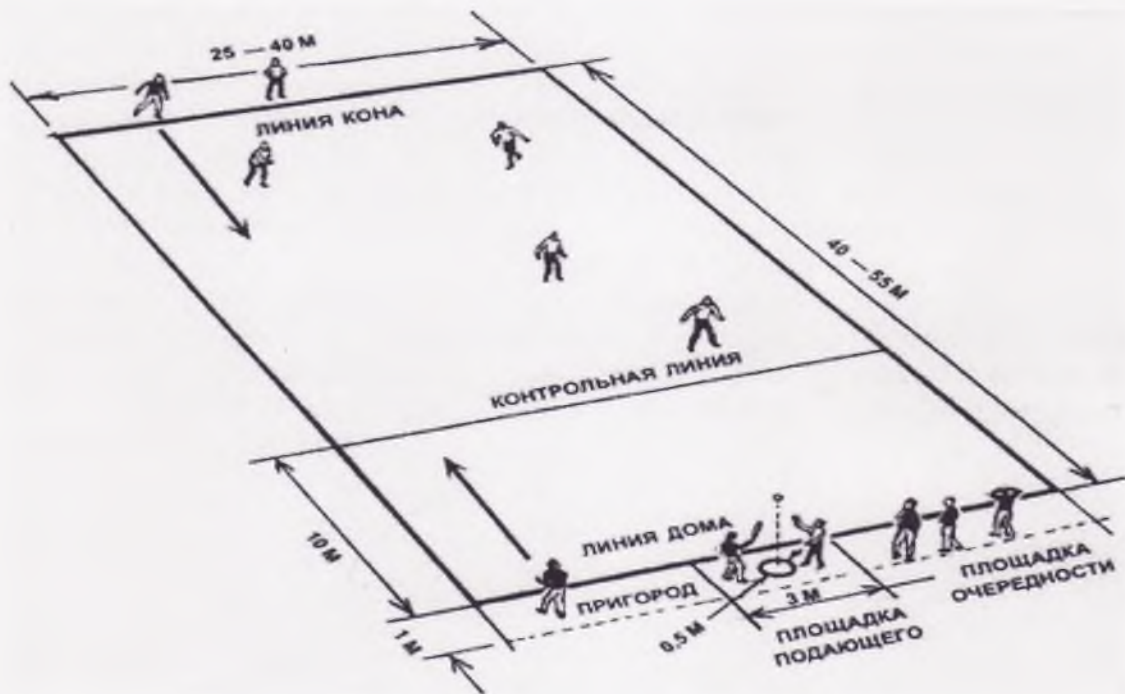 25 — 40 М
ЛИНИЯ КОНА
40 — 55 М
КОНТРОЛЬНАЯ ЛИНИЯ
10 М
ЛИНИЯ ДОМА
ПРИГОРОД
1 М
0,5 М
3 М
ПЛОЩАДКА
ПОДАЮЩЕГО
ПЛОЩАДКА
ОЧЕРЕДНОСТИ